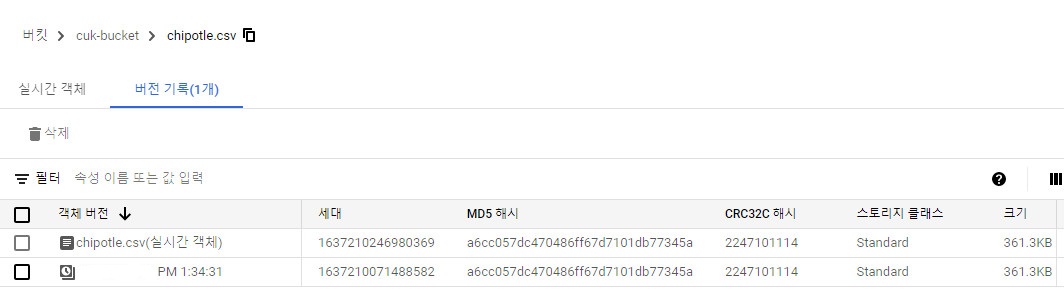 버킷 > cuk-bucket > chipotle.csv
실시간 객체 버전 기록(1개)
삭제
필터 속성 이름 또는 값 입력
객체 버전 세대 MD5 해시 CRC32C 해시 스토리지 클래스 크기
chipotle.csv(실시간 객체) 1637210246980369 a6cc057dc470486ff67d7101db77345a 2247101114 Standard 361.3KB
PM 1:34:31 1637210071488582 a6cc057dc470486ff67d7101db77345a 2247101114 Standard 361.3KB